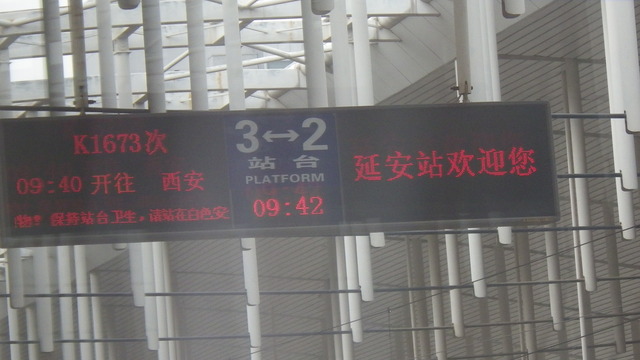 K1673次
09:40 开往 西安
保持站台卫生,请站在白色安
3↔2
站台
PLATFORM
09:42
延安站欢迎您